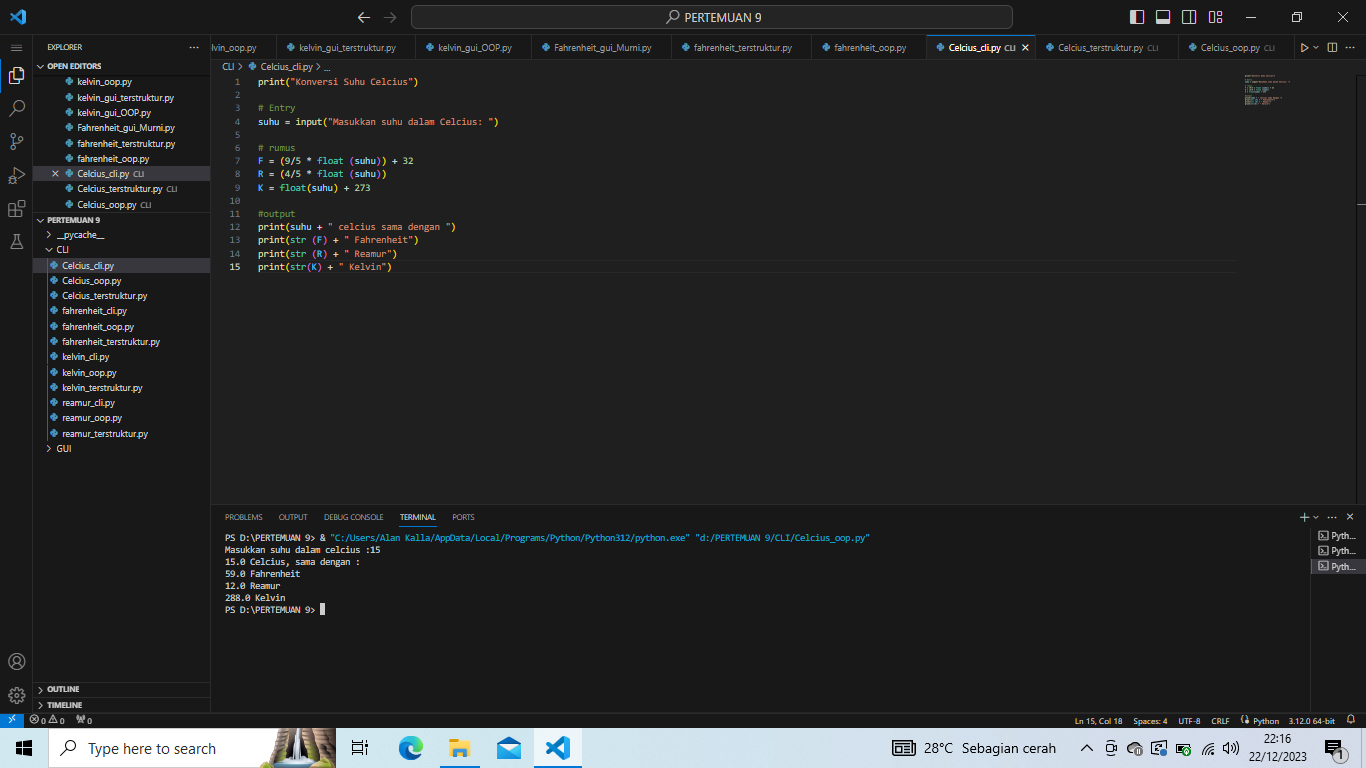 PERTEMUAN 9
EXPLORER
OPEN EDITORS
kelvin_oop.py
kelvin_gui_terstruktur.py
kelvin_gui_OOP.py
Fahrenheit_gui_Murni.py
fahrenheit_terstruktur.py
fahrenheit_oop.py
Celcius_cli.py CLI
Celcius_terstruktur.py CLI
Celcius_oop.py CLI
PERTEMUAN 9
__pycache__
CLI
Celcius_cli.py
Celcius_oop.py
Celcius_terstruktur.py
fahrenheit_cli.py
fahrenheit_oop.py
fahrenheit_terstruktur.py
kelvin_cli.py
kelvin_oop.py
kelvin_terstruktur.py
reamur_cli.py
reamur_oop.py
reamur_terstruktur.py
GUI
OUTLINE
TIMELINE
lvin_oop.py kelvin_gui_terstruktur.py kelvin_gui_OOP.py Fahrenheit_gui_Murni.py fahrenheit_terstruktur.py fahrenheit_oop.py Celcius_cli.py CLI Celcius_terstruktur.py CLI Celcius_oop.py CLI
CLI > Celcius_cli.py > ...
1 print("Konversi Suhu Celcius")
2
3 # Entry
4 suhu = input("Masukkan suhu dalam Celcius: ")
5
6 # rumus
7 F = (9/5 * float (suhu)) + 32
8 R = (4/5 * float (suhu))
9 K = float(suhu) + 273
10
11 #output
12 print(suhu + " celcius sama dengan ")
13 print(str (F) + " Fahrenheit")
14 print(str (R) + " Reamur")
15 print(str(K) + " Kelvin")
PROBLEMS OUTPUT DEBUG CONSOLE TERMINAL PORTS
PS D:\PERTEMUAN 9> & "C:/Users/Alan Kalla/AppData/Local/Programs/Python/Python312/python.exe" "d:/PERTEMUAN 9/CLI/Celcius_oop.py"
Masukkan suhu dalam celcius :15
15.0 Celcius, sama dengan :
59.0 Fahrenheit
12.0 Reamur
288.0 Kelvin
PS D:\PERTEMUAN 9>
Pyth...
Pyth...
Pyth...
0 0 0 Ln 15, Col 18 Spaces: 4 UTF-8 CRLF Python 3.12.0 64-bit
Type here to search 28°C Sebagian cerah 22:16
22/12/2023 1